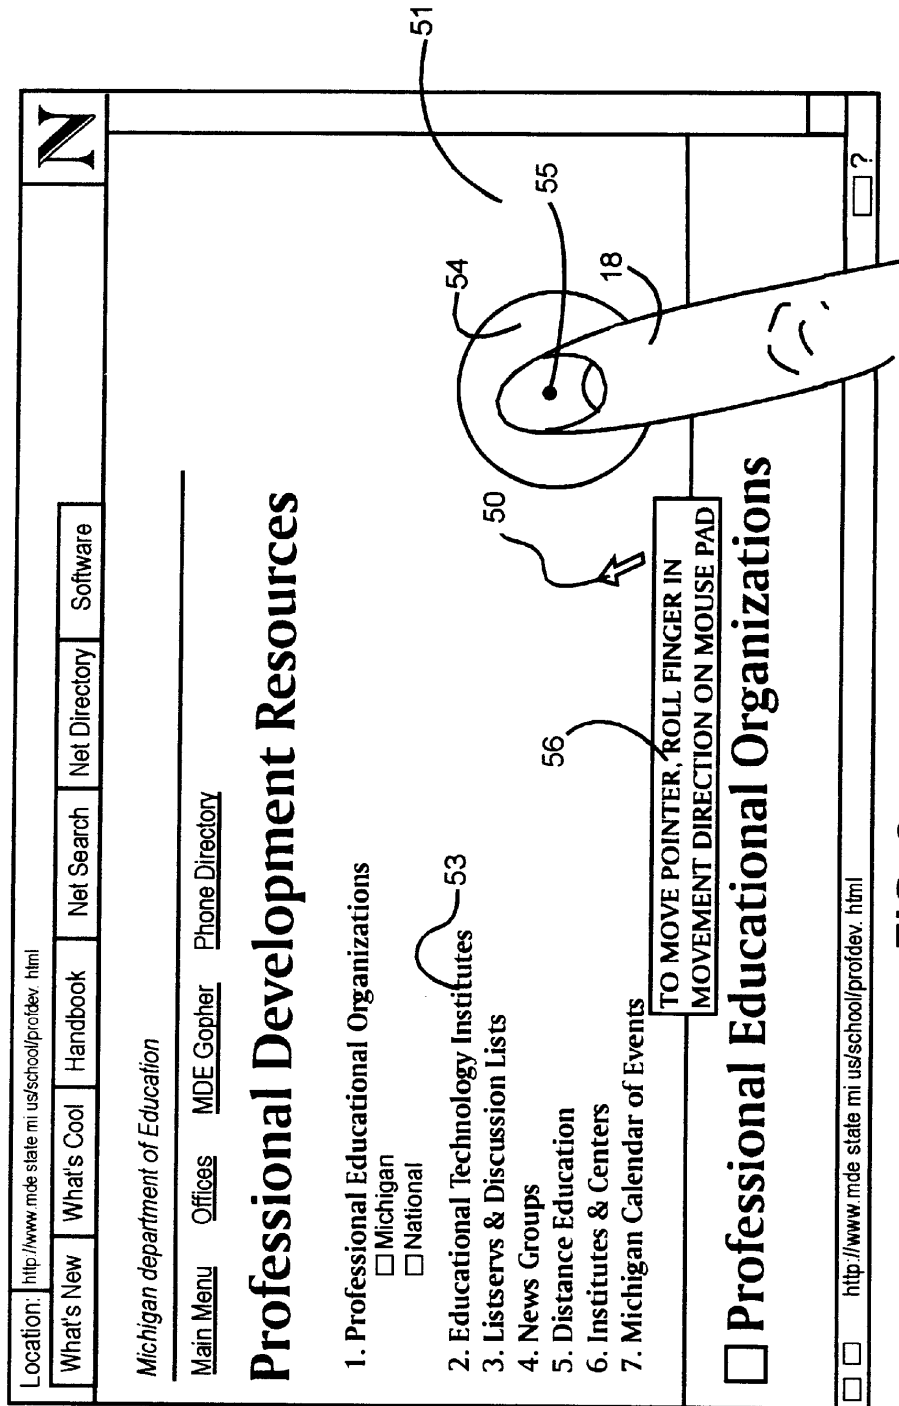 Location: http://www.mde state mi us/school/profdev. html
N
What's New What's Cool Handbook Net Search Net Directory Software
Michigan department of Education
Main Menu Offices MDE Gopher Phone Directory
Professional Development Resources
1. Professional Educational Organizations
Michigan
National
2. Educational Technology Institutes
3. Listservs & Discussion Lists
4. News Groups
5. Distance Education
6. Institutes & Centers
7. Michigan Calendar of Events
53
50
54
55
51
18
56
TO MOVE POINTER, ROLL FINGER IN
MOVEMENT DIRECTION ON MOUSE PAD
Professional Educational Organizations
http://www.mde state mi us/school/profdev. html
?